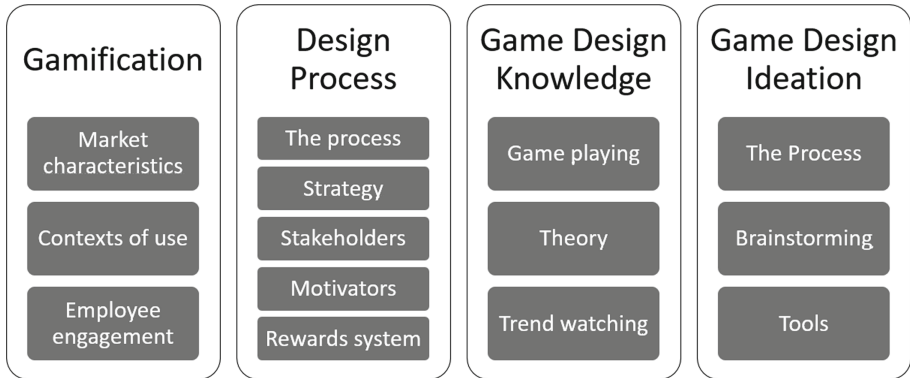 Gamification
Market
characteristics
Contexts of use
Employee
engagement
Design
Process
The process
Strategy
Stakeholders
Motivators
Rewards system
Game Design
Knowledge
Game playing
Theory
Trend watching
Game Design
Ideation
The Process
Brainstorming
Tools